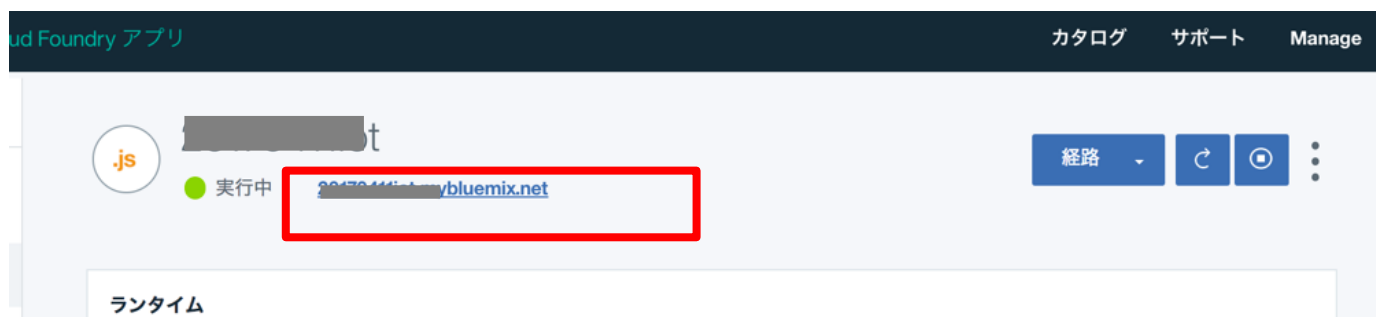 ud Foundry アプリ カタログ サポート Manage
.js
経路
実行中 ybluemix.net
ランタイム